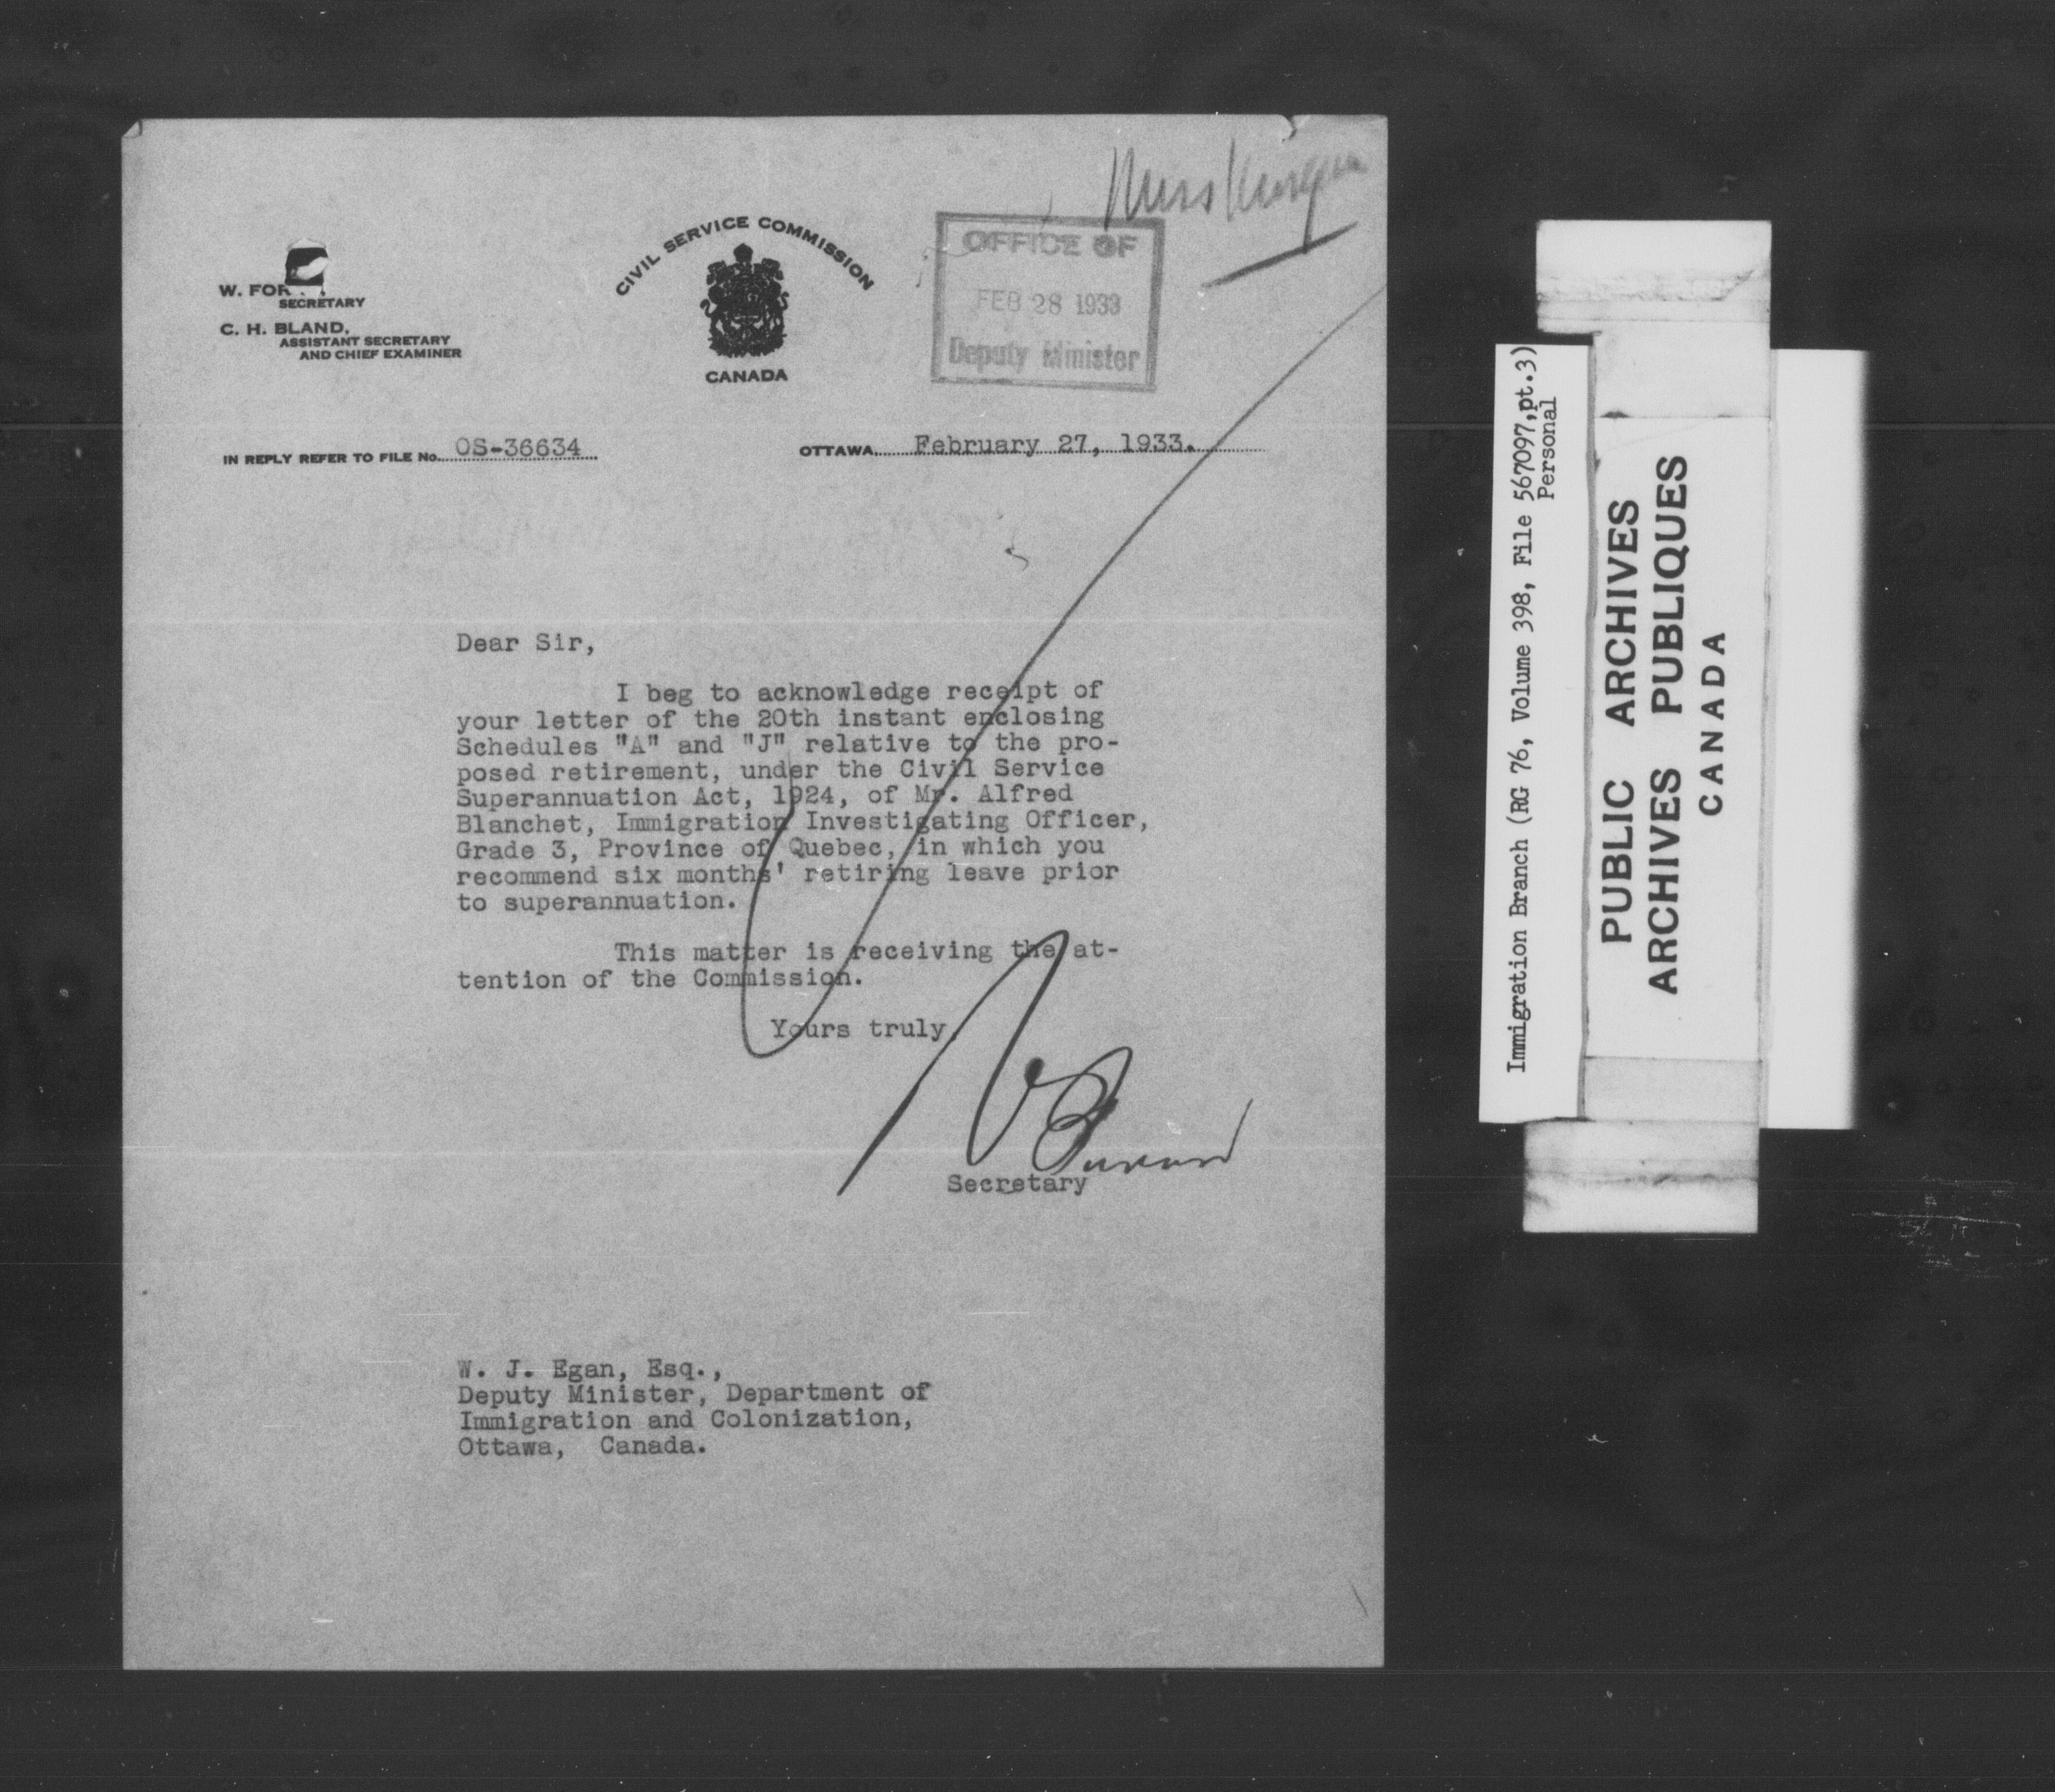 Miss Morgan
W. FOR
SECRETARY
C. H. BLAND,
ASSISTANT SECRETARY
AND CHIEF EXAMINER
CIVIL SERVICE COMMISSION
CANADA
OFFICE OF
FEB 28 1933
Deputy Minister
IN REPLY REFER TO FILE No. OS-36634
OTTAWA February 27, 1933.
Dear Sir,
I beg to acknowledge receipt of
your letter of the 20th instant enclosing
Schedules "A" and "J" relative to the pro-
posed retirement, under the Civil Service
Superannuation Act, 1924, of Mr. Alfred
Blanchet, Immigration Investigating Officer,
Grade 3, Province of Quebec, in which you
recommend six months' retiring leave prior
to superannuation.
This matter is receiving the at-
tention of the Commission.
Yours truly,
Secretary
W. J. Egan, Esq.,
Deputy Minister, Department of
Immigration and Colonization,
Ottawa, Canada.
Immigration Branch (RG 76, Volume 398, File 567097,pt.3)
Personal
PUBLIC ARCHIVES
ARCHIVES PUBLIQUES
CANADA